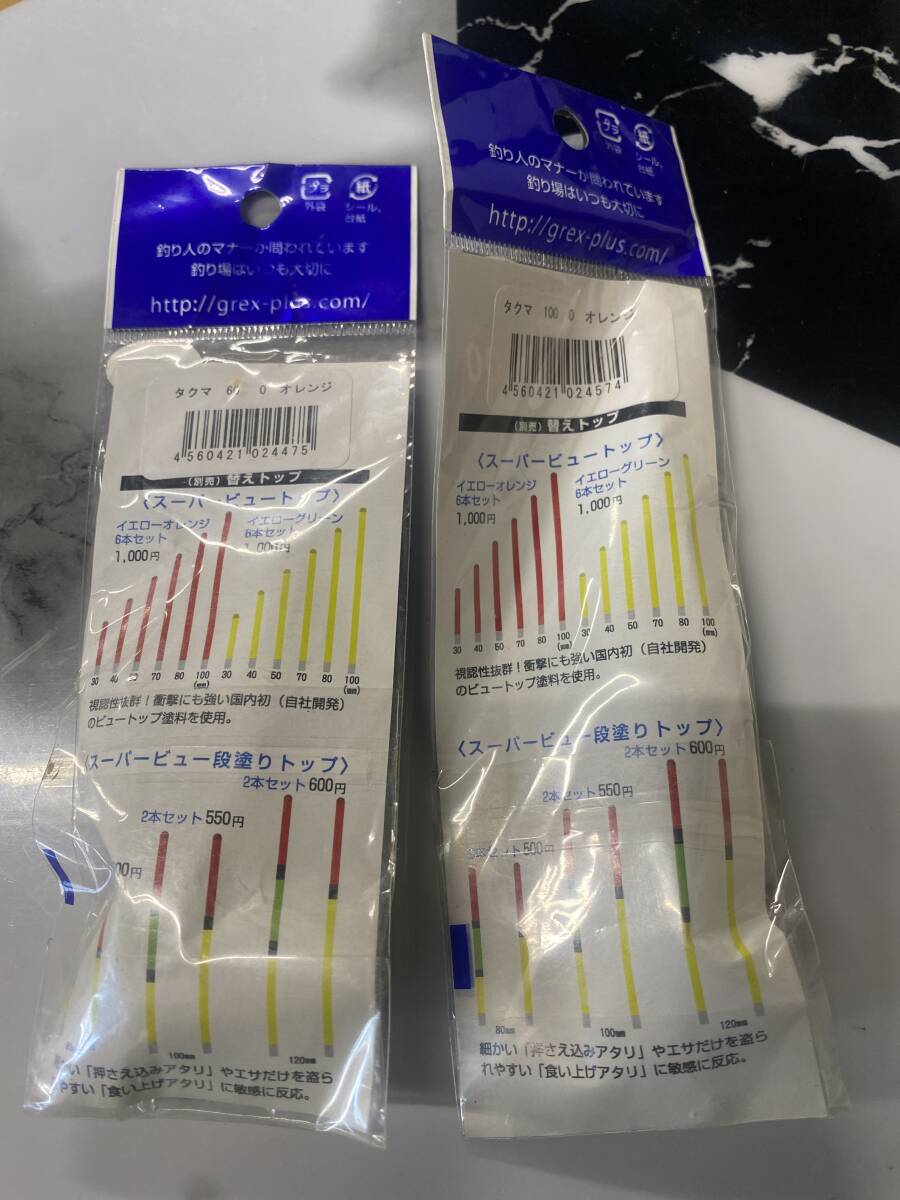 プラ
外袋
紙
シール、
台紙
釣り人のマナーが問われています
釣り場はいつも大切に
http://grex-plus.com/
タクマ 60 0 オレンジ
4560421024475
(別売) 替えトップ
〈スーパービュートップ〉
イエローオレンジ
6本セット
1,000円
イエローグリーン
6本セット
1,000円
30 40 50 70 80 100
(mm)
30 40 50 70 80 100
(mm)
視認性抜群!衝撃にも強い国内初(自社開発)
のビュートップ塗料を使用。
〈スーパービュー段塗りトップ〉
2本セット 600円
2本セット 550円
00円
100mm
120mm
い「押さえ込みアタリ」やエサだけを盗ら
やすい「食い上げアタリ」に敏感に反応。
プラ
外袋
紙
シール、
台紙
釣り人のマナーが問われています
釣り場はいつも大切に
http://grex-plus.com/
タクマ 100 0 オレンジ
4560421024574
(別売) 替えトップ
〈スーパービュートップ〉
イエローオレンジ
6本セット
1,000円
イエローグリーン
6本セット
1,000円
30 40 50 70 80 100
(mm)
30 40 50 70 80 100
(mm)
視認性抜群!衝撃にも強い国内初(自社開発)
のビュートップ塗料を使用。
〈スーパービュー段塗りトップ〉
2本セット 600円
2本セット 550円
本セット 500円
80mm
100mm
120mm
細かい「押さえ込みアタリ」やエサだけを盗ら
れやすい「食い上げアタリ」に敏感に反応。